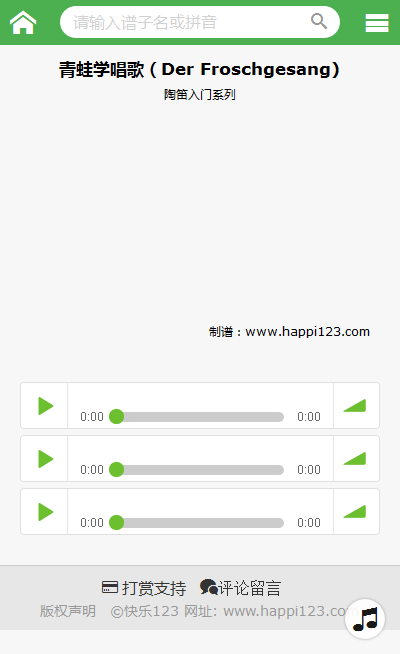 请输入谱子名或拼音
青蛙学唱歌（Der Froschgesang）
陶笛入门系列
制谱：www.happi123.com
0:00 0:00
0:00 0:00
0:00 0:00
打赏支持 评论留言
版权声明 ©快乐123 网址: www.happi123.co